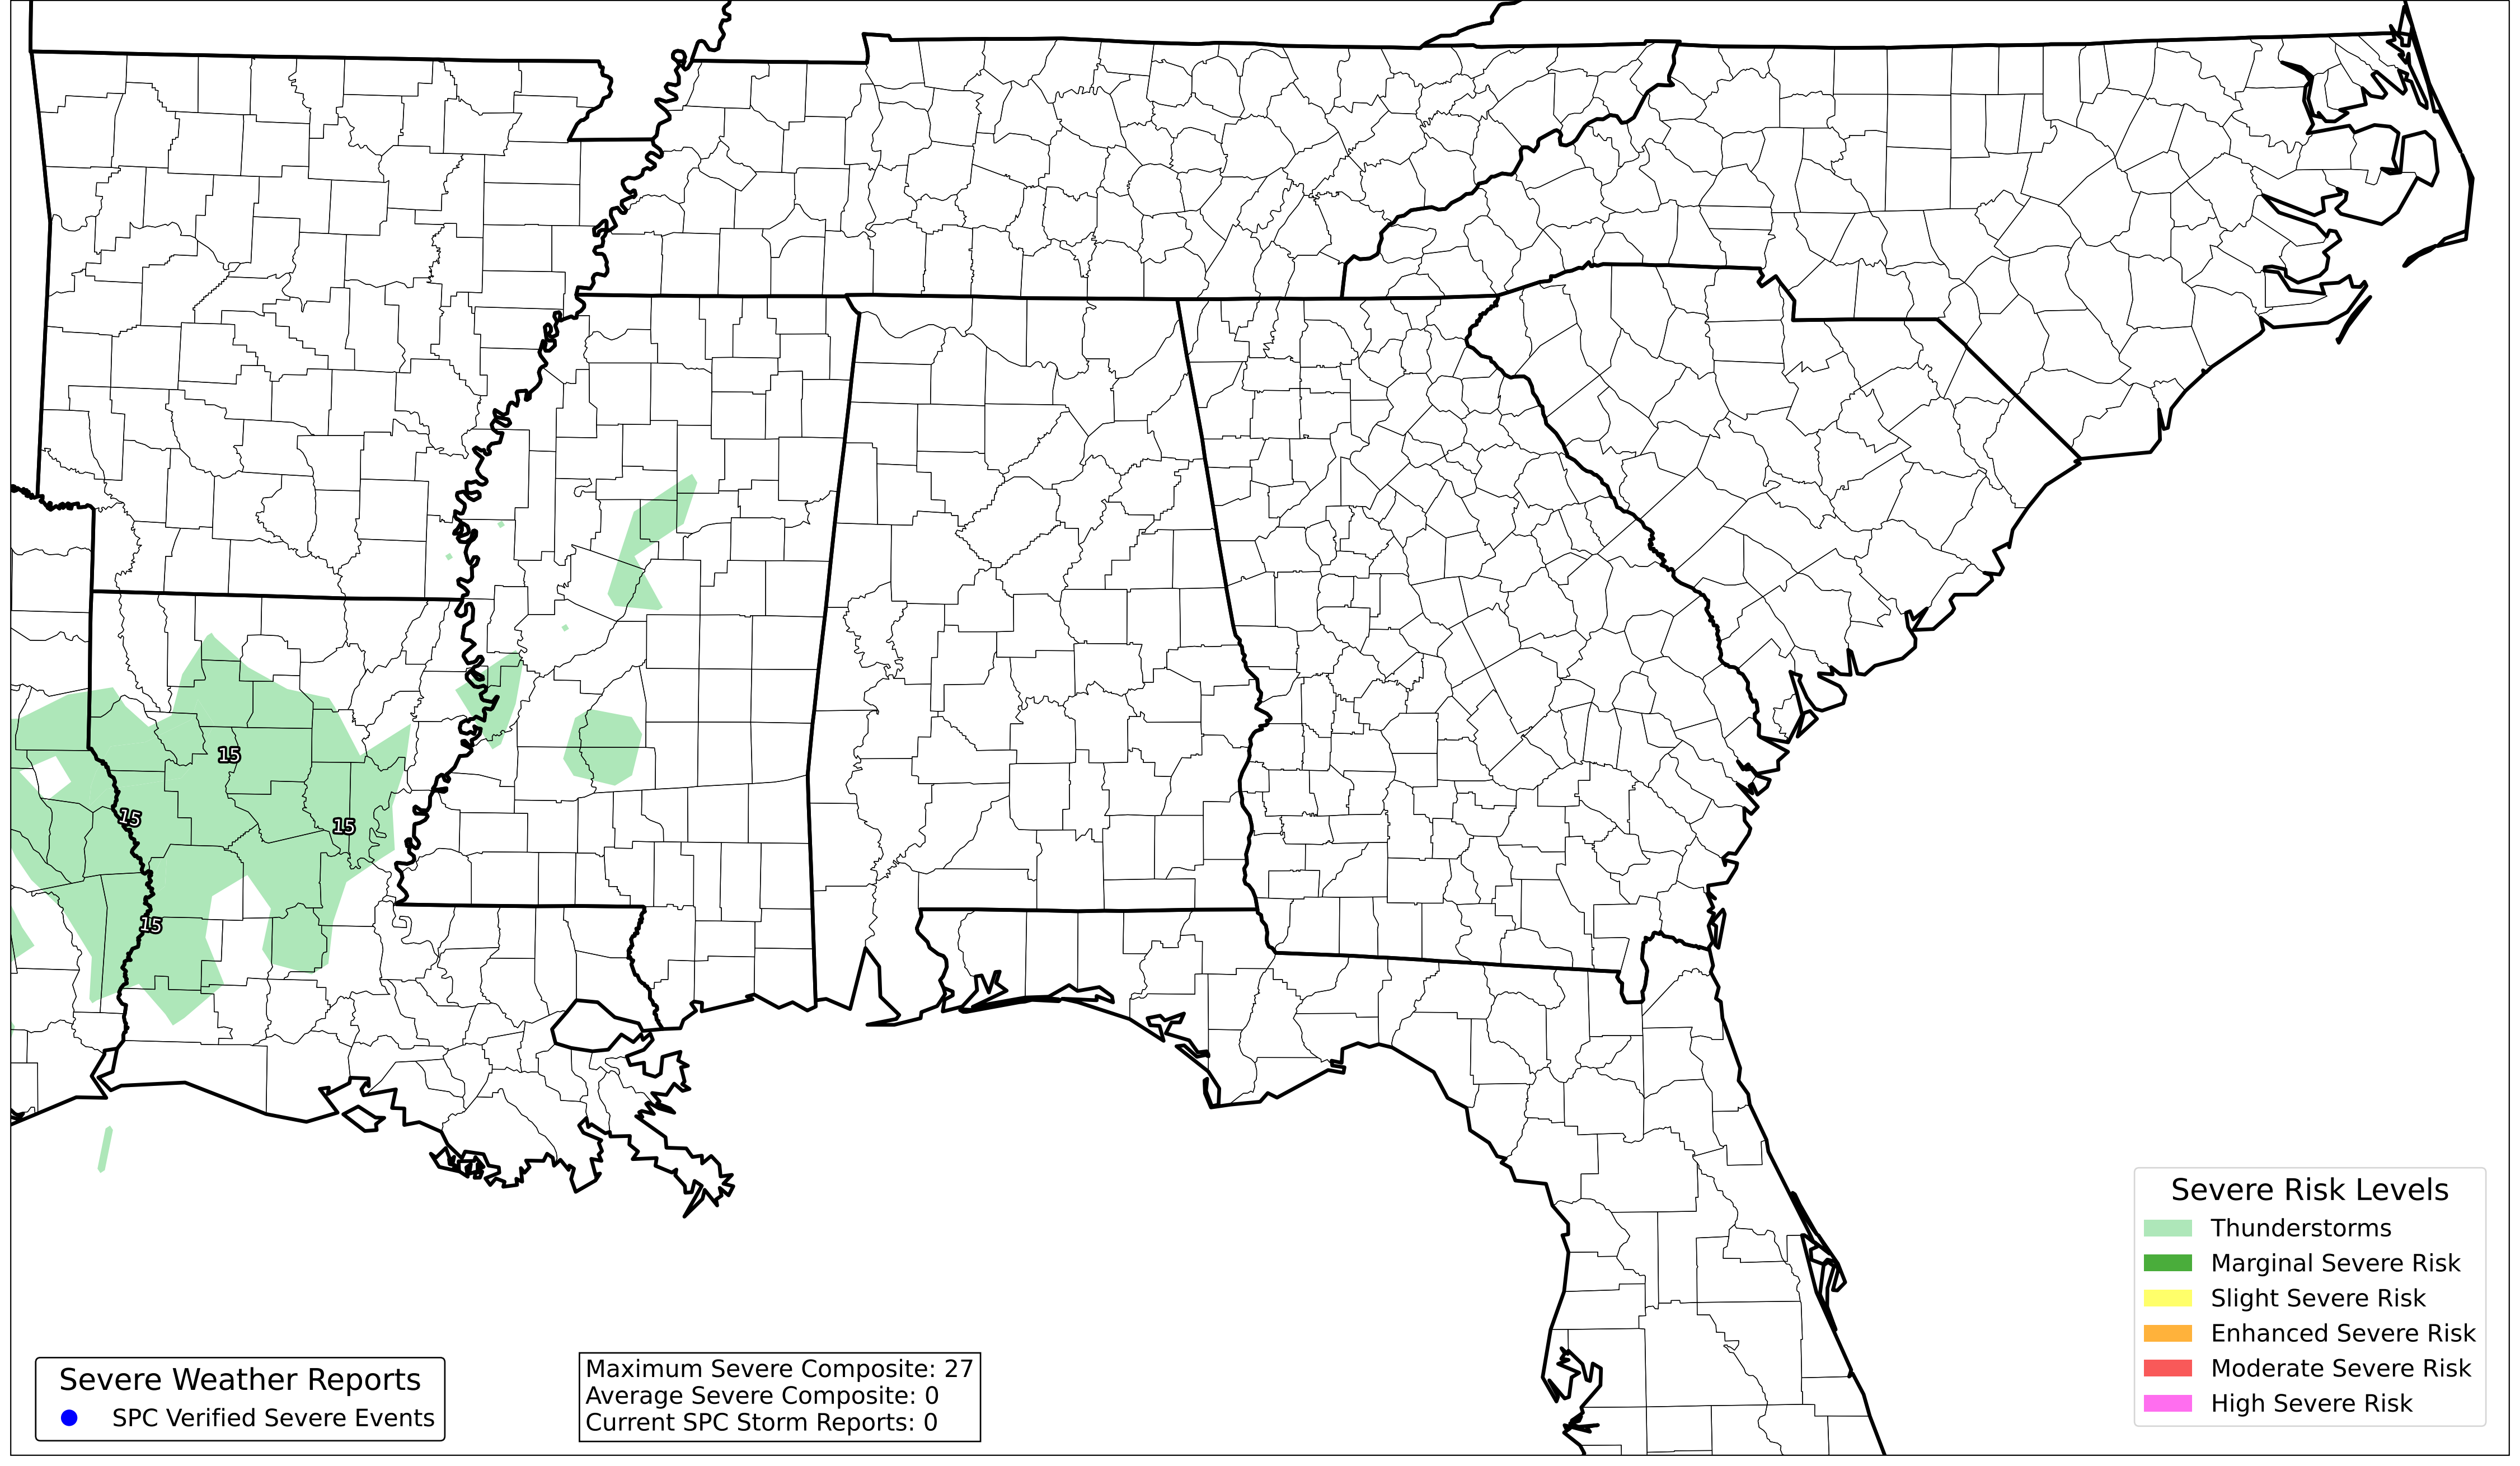 15
15
15
15
Severe Risk Levels
Thunderstorms
Marginal Severe Risk
Slight Severe Risk
Enhanced Severe Risk
Moderate Severe Risk
High Severe Risk
Severe Weather Reports
SPC Verified Severe Events
Maximum Severe Composite: 27
Average Severe Composite: 0
Current SPC Storm Reports: 0